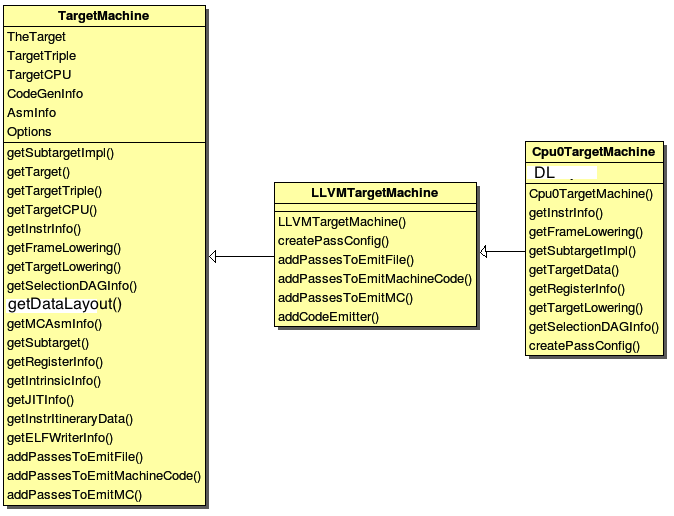 TargetMachine
TheTarget
TargetTriple
TargetCPU
CodeGenInfo
AsmInfo
Options
getSubtargetImpl()
getTarget()
getTargetTriple()
getTargetCPU()
getInstrInfo()
getFrameLowering()
getTargetLowering()
getSelectionDAGInfo()
getDataLayout()
getMCAsmInfo()
getSubtarget()
getRegisterInfo()
getIntrinsicInfo()
getJITInfo()
getInstrItineraryData()
getELFWriterInfo()
addPassesToEmitFile()
addPassesToEmitMachineCode()
addPassesToEmitMC()
LLVMTargetMachine
LLVMTargetMachine()
createPassConfig()
addPassesToEmitFile()
addPassesToEmitMachineCode()
addPassesToEmitMC()
addCodeEmitter()
Cpu0TargetMachine
DL
Cpu0TargetMachine()
getInstrInfo()
getFrameLowering()
getSubtargetImpl()
getTargetData()
getRegisterInfo()
getTargetLowering()
getSelectionDAGInfo()
createPassConfig()